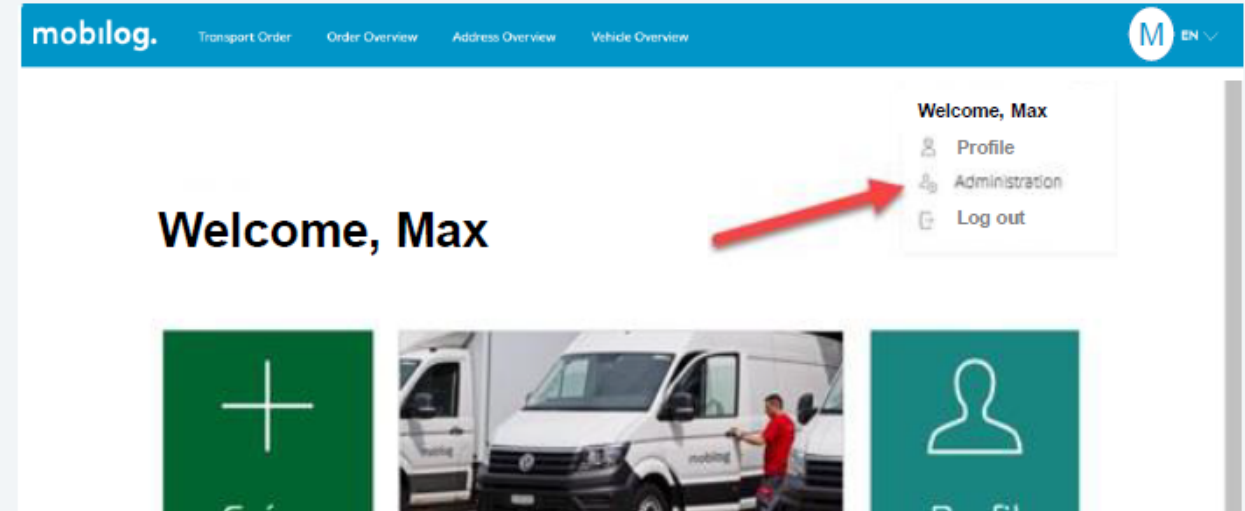 mobilog.
Transport Order
Order Overview
Address Overview
Vehicle Overview
M
EN
Welcome, Max
Profile
Administration
Log out
Welcome, Max
mobilog
mobilog